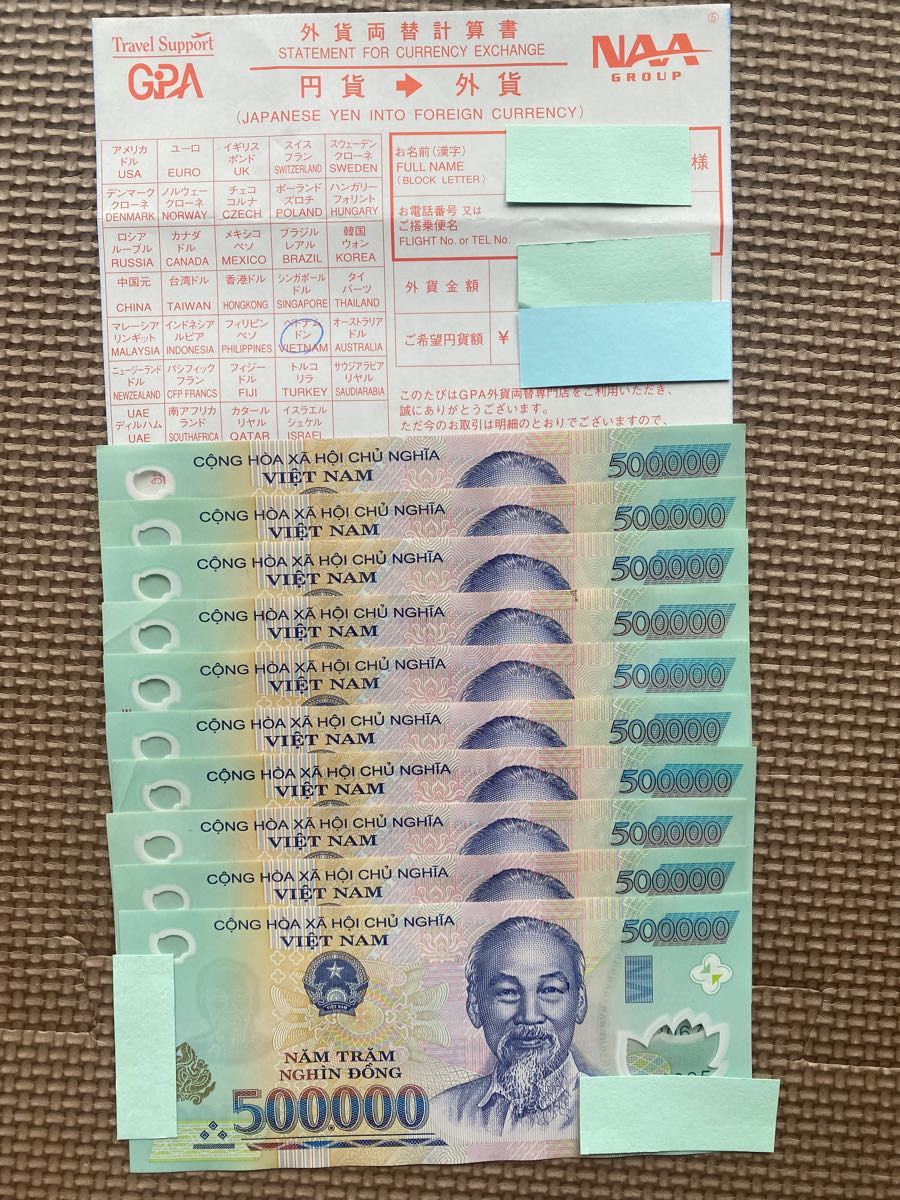 ⑤
Travel Support
GPA
外貨両替計算書
STATEMENT FOR CURRENCY EXCHANGE
円貨 ➡ 外貨
(JAPANESE YEN INTO FOREIGN CURRENCY)
NAA
GROUP
アメリカ ドル USA
ユーロ EURO
イギリス ポンド UK
スイス フラン SWITZERLAND
スウェーデン クローネ SWEDEN
デンマーク クローネ DENMARK
ノルウェー クローネ NORWAY
チェコ コルナ CZECH
ポーランド ズロチ POLAND
ハンガリー フォリント HUNGARY
ロシア ルーブル RUSSIA
カナダ ドル CANADA
メキシコ ペソ MEXICO
ブラジル レアル BRAZIL
韓国 ウォン KOREA
中国元 CHINA
台湾ドル TAIWAN
香港ドル HONGKONG
シンガポール ドル SINGAPORE
タイ バーツ THAILAND
マレーシア リンギット MALAYSIA
インドネシア ルピア INDONESIA
フィリピン ペソ PHILIPPINES
ベトナム ドン VIETNAM
オーストラリア ドル AUSTRALIA
ニュージーランド ドル NEWZEALAND
パシフィック フラン CFP FRANCS
フィジー ドル FIJI
トルコ リラ TURKEY
サウジアラビア リヤル SAUDIARABIA
UAE ディルハム UAE
南アフリカ ランド SOUTHAFRICA
カタール リヤル QATAR
イスラエル シェケル ISRAEL
お名前(漢字)
FULL NAME
(BLOCK LETTER)
様
お電話番号 又は
ご搭乗便名
FLIGHT No. or TEL No.
外貨金額
ご希望円貨額 ¥
このたびはGPA外貨両替専門店をご利用いただき、
誠にありがとうございます。
ただ今のお取引は明細のとおりでございますので、
CỘNG HÒA XÃ HỘI CHỦ NGHĨA
VIỆT NAM
500.000
CỘNG HÒA XÃ HỘI CHỦ NGHĨA
VIỆT NAM
500.000
CỘNG HÒA XÃ HỘI CHỦ NGHĨA
VIỆT NAM
500.000
CỘNG HÒA XÃ HỘI CHỦ NGHĨA
VIỆT NAM
500.000
CỘNG HÒA XÃ HỘI CHỦ NGHĨA
VIỆT NAM
500.000
CỘNG HÒA XÃ HỘI CHỦ NGHĨA
VIỆT NAM
500.000
CỘNG HÒA XÃ HỘI CHỦ NGHĨA
VIỆT NAM
500.000
CỘNG HÒA XÃ HỘI CHỦ NGHĨA
VIỆT NAM
500.000
CỘNG HÒA XÃ HỘI CHỦ NGHĨA
VIỆT NAM
500.000
CỘNG HÒA XÃ HỘI CHỦ NGHĨA
VIỆT NAM
500.000
NĂM TRĂM
NGHÌN ĐỒNG
500.000